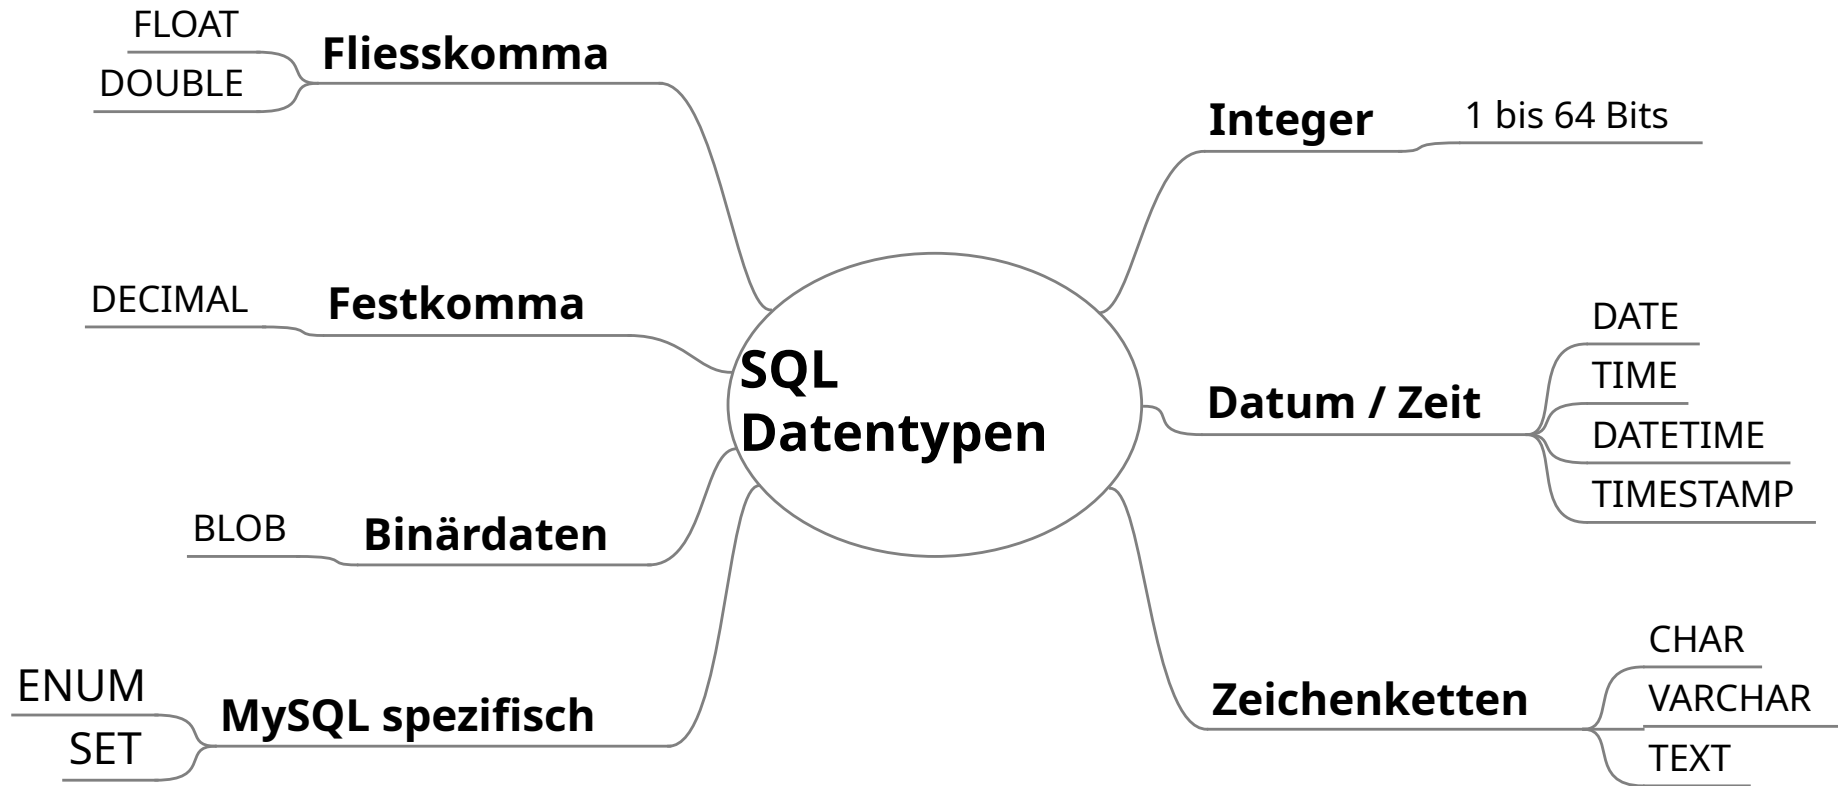 SQL
Datentypen
Integer
1 bis 64 Bits
Datum / Zeit
DATE
TIME
DATETIME
TIMESTAMP
Zeichenketten
CHAR
VARCHAR
TEXT
Fliesskomma
FLOAT
DOUBLE
Festkomma
DECIMAL
Binärdaten
BLOB
MySQL spezifisch
ENUM
SET